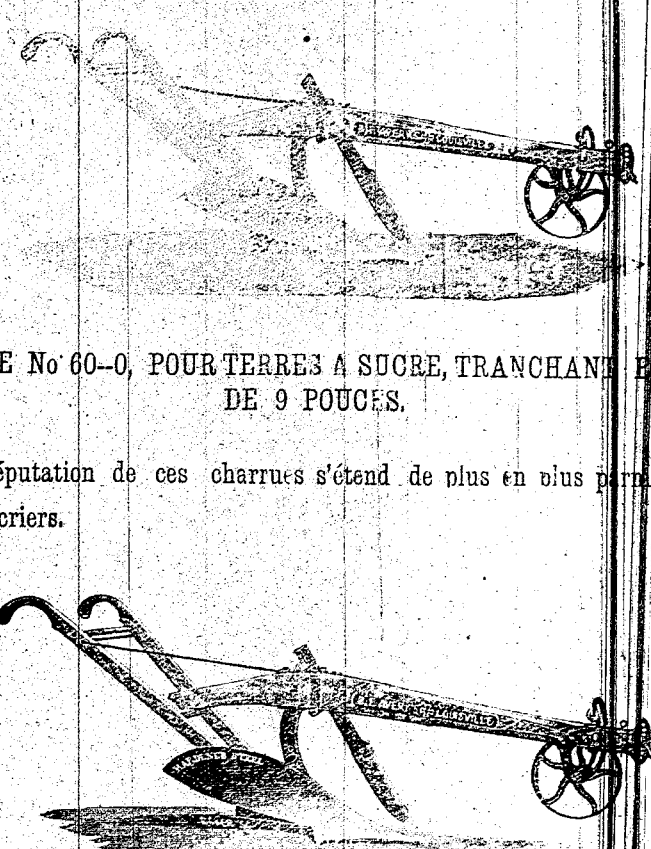 E No 60--0, POUR TERRES A SUCRE, TRANCHANT E
DE 9 POUCES.
éputation de ces charrues s'étend de plus en plus parmi
criers.